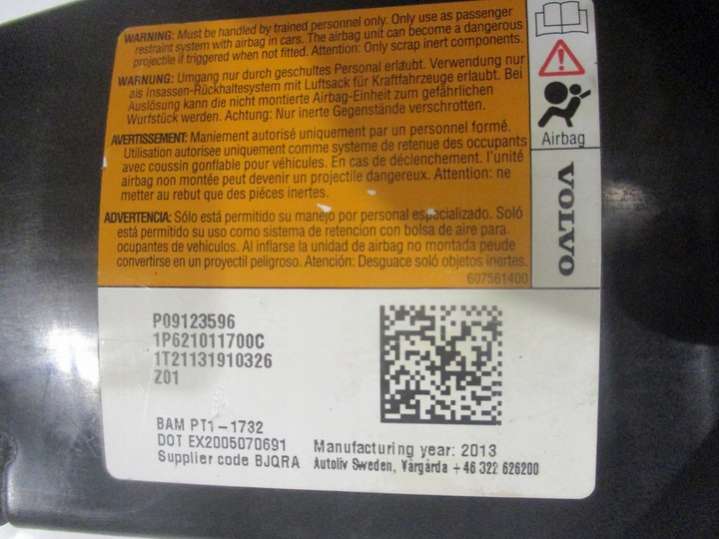 WARNING: Must be handled by trained personnel only. Only use as passenger
restraint system with airbag in cars. The airbag unit can become a dangerous
projectile if triggered when not fitted. Attention: Only scrap inert components.
WARNUNG: Umgang nur durch geschultes Personal erlaubt. Verwendung nur
als Insassen-Rückhaltesystem mit Luftsack für Kraftfahrzeuge erlaubt. Bei
Auslösung kann die nicht montierte Airbag-Einheit zum gefährlichen
Wurfstück werden. Achtung: Nur inerte Gegenstände verschrotten.
AVERTISSEMENT: Maniement autorisé uniquement par un personnel formé.
Utilisation autorisee uniquement comme systeme de retenue des occupants
avec coussin gonflable pour véhicules. En cas de déclenchement. l'unité
airbag non montée peut devenir un projectile dangereux. Attention: ne
metter au rebut que des piéces inertes.
ADVERTENCIA: Sólo está permitido su manejo por personal especializado. Soló
está permitido su uso como sistema de retencion con bolsa de aire para
ocupantes de vehículos. Al inflarse la unidad de airbag no montada peude
convertirse en un proyectil peligroso. Atención: Desguace soló objetos inertes.
607561400
Airbag
VOLVO
P09123596
1P621011700C
1T21131910326
Z01
BAM PT1-1732
DOT EX2005070691
Supplier code BJQRA
Manufacturing year: 2013
Autoliv Sweden, Vårgårda +46 322 626200